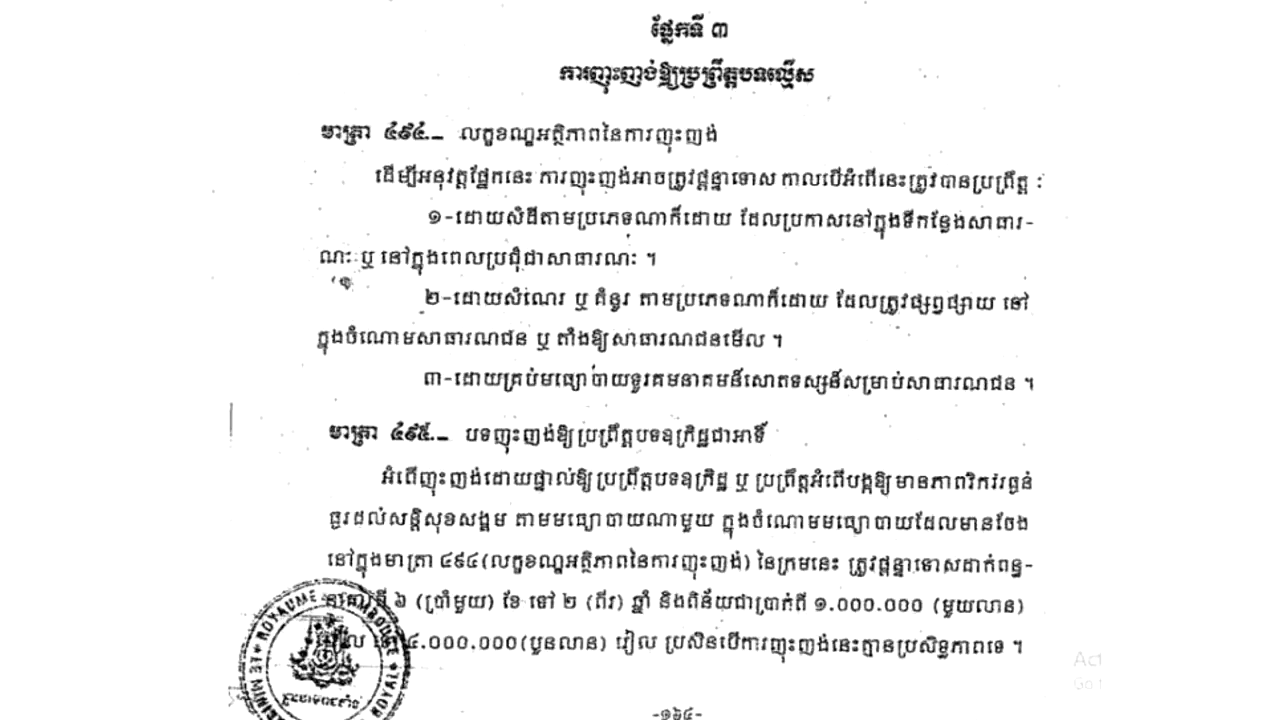 ផ្នែកទី ៣
ការញុះញង់ឱ្យប្រព្រឹត្តបទល្មើស
មាត្រា ៤៩៤._ លក្ខខណ្ឌអត្ថិភាពនៃការញុះញង់
ដើម្បីអនុវត្តផ្នែកនេះ ការញុះញង់អាចត្រូវផ្តន្ទាទោស កាលបើអំពើនេះត្រូវបានប្រព្រឹត្ត ៖
១-ដោយសំដីតាមប្រភេទណាក៏ដោយ ដែលប្រកាសនៅក្នុងទីកន្លែងសាធារ-
ណៈ ឬ នៅក្នុងពេលប្រជុំជាសាធារណៈ ។
២-ដោយសំណេរ ឬ គំនូរ តាមប្រភេទណាក៏ដោយ ដែលត្រូវផ្សព្វផ្សាយ នៅ
ក្នុងចំណោមសាធារណជន ឬ តាំងឱ្យសាធារណជនមើល ។
៣-ដោយគ្រប់មធ្យោបាយទូរគមនាគមន៍សោតទស្សន៍សម្រាប់សាធារណជន ។
មាត្រា ៤៩៥._ បទញុះញង់ឱ្យប្រព្រឹត្តបទឧក្រិដ្ឋជាអាទិ៍
អំពើញុះញង់ដោយផ្ទាល់ឱ្យប្រព្រឹត្តបទឧក្រិដ្ឋ ឬ ប្រព្រឹត្តអំពើបង្កឱ្យមានភាពវឹកវរធ្ងន់
ធ្ងរដល់សន្តិសុខសង្គម តាមមធ្យោបាយណាមួយ ក្នុងចំណោមមធ្យោបាយដែលមានចែង
នៅក្នុងមាត្រា ៤៩៤(លក្ខខណ្ឌអត្ថិភាពនៃការញុះញង់) នៃក្រមនេះ ត្រូវផ្តន្ទាទោសដាក់ពន្ធ-
៦ (ប្រាំមួយ) ខែ ទៅ ២ (ពីរ) ឆ្នាំ និងពិន័យជាប្រាក់ពី ១.០០០.០០០ (មួយលាន)
៤.០០០.០០០(បួនលាន) រៀល ប្រសិនបើការញុះញង់នេះគ្មានប្រសិទ្ធភាពទេ ។
ROYAUME
-១៦៤-